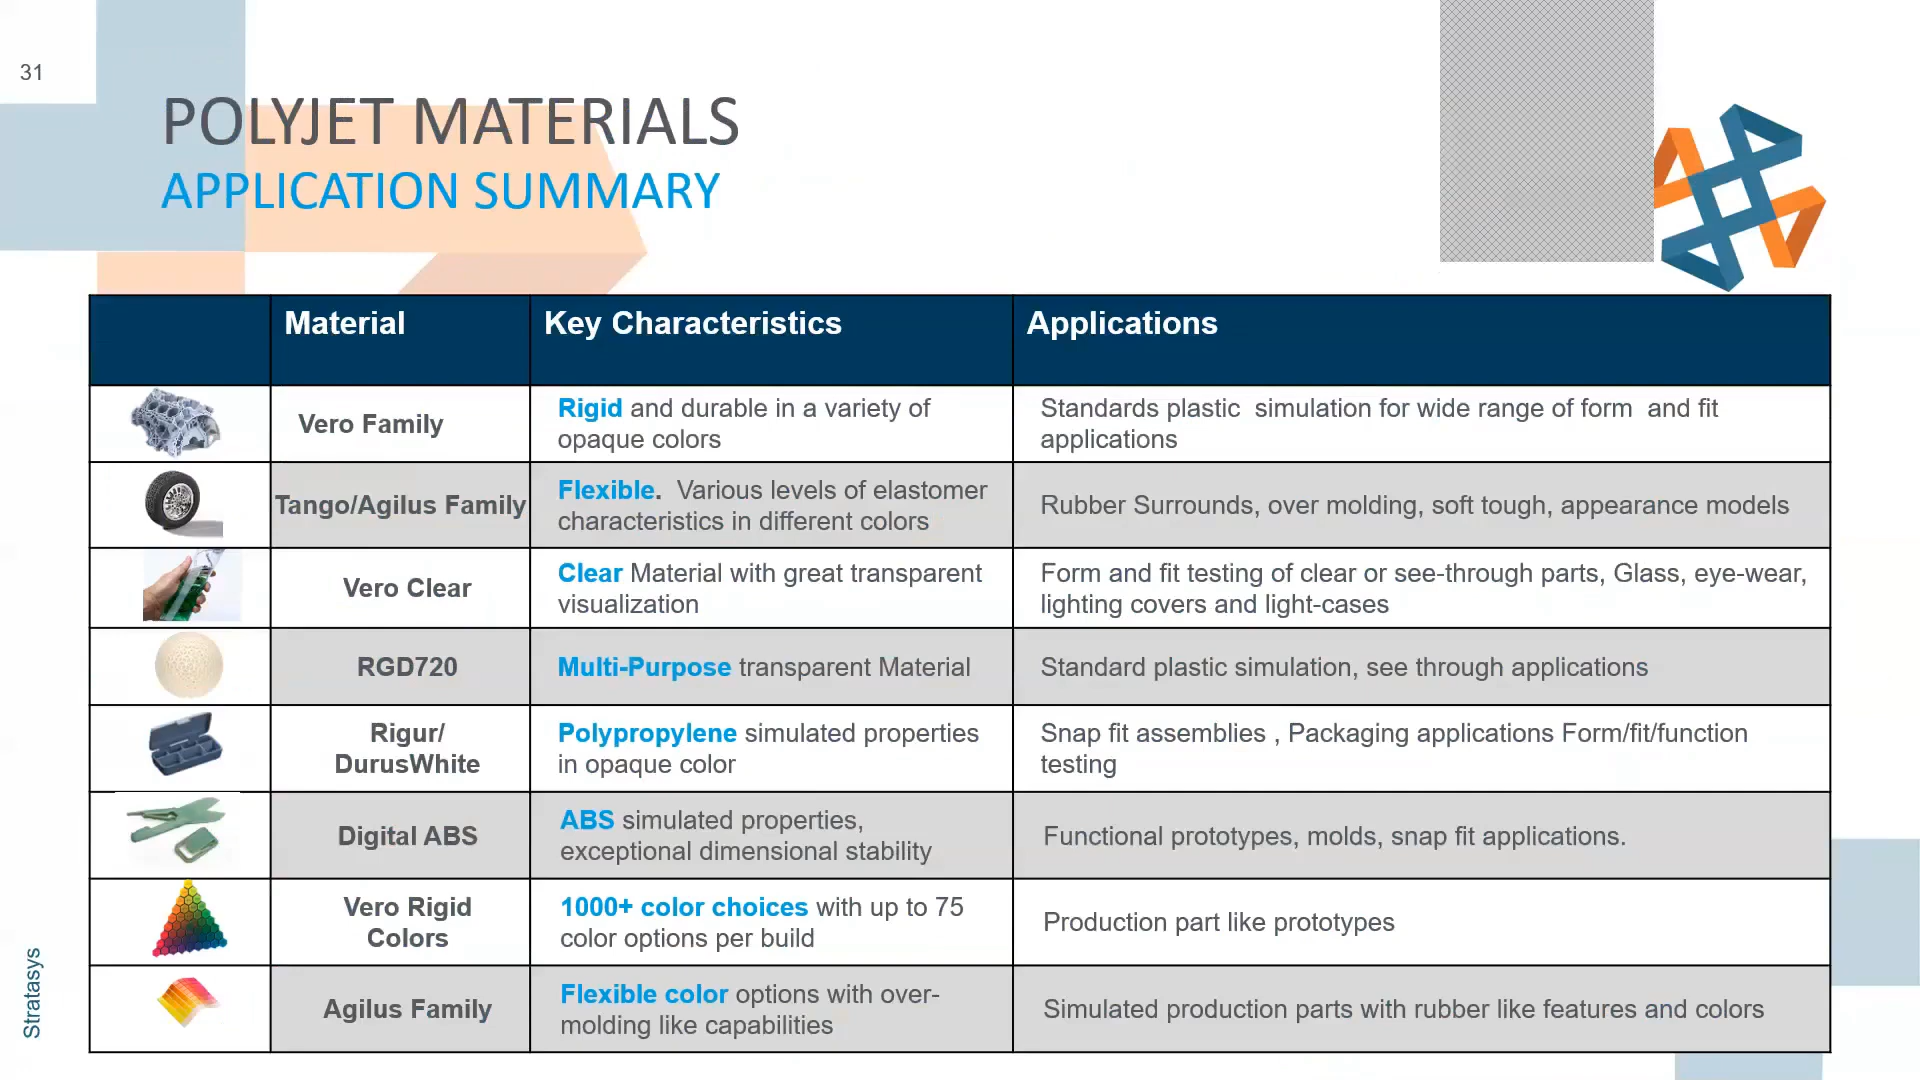 31
POLYJET MATERIALS
APPLICATION SUMMARY
Material Key Characteristics Applications
Vero Family
Rigid and durable in a variety of
opaque colors
Standards plastic simulation for wide range of form and fit
applications
Tango/Agilus Family
Flexible. Various levels of elastomer
characteristics in different colors
Rubber Surrounds, over molding, soft tough, appearance models
Vero Clear
Clear Material with great transparent
visualization
Form and fit testing of clear or see-through parts, Glass, eye-wear,
lighting covers and light-cases
RGD720
Multi-Purpose transparent Material
Standard plastic simulation, see through applications
Rigur/
DurusWhite
Polypropylene simulated properties
in opaque color
Snap fit assemblies , Packaging applications Form/fit/function
testing
Digital ABS
ABS simulated properties,
exceptional dimensional stability
Functional prototypes, molds, snap fit applications.
Vero Rigid
Colors
1000+ color choices with up to 75
color options per build
Production part like prototypes
Agilus Family
Flexible color options with over-
molding like capabilities
Simulated production parts with rubber like features and colors
Stratasys